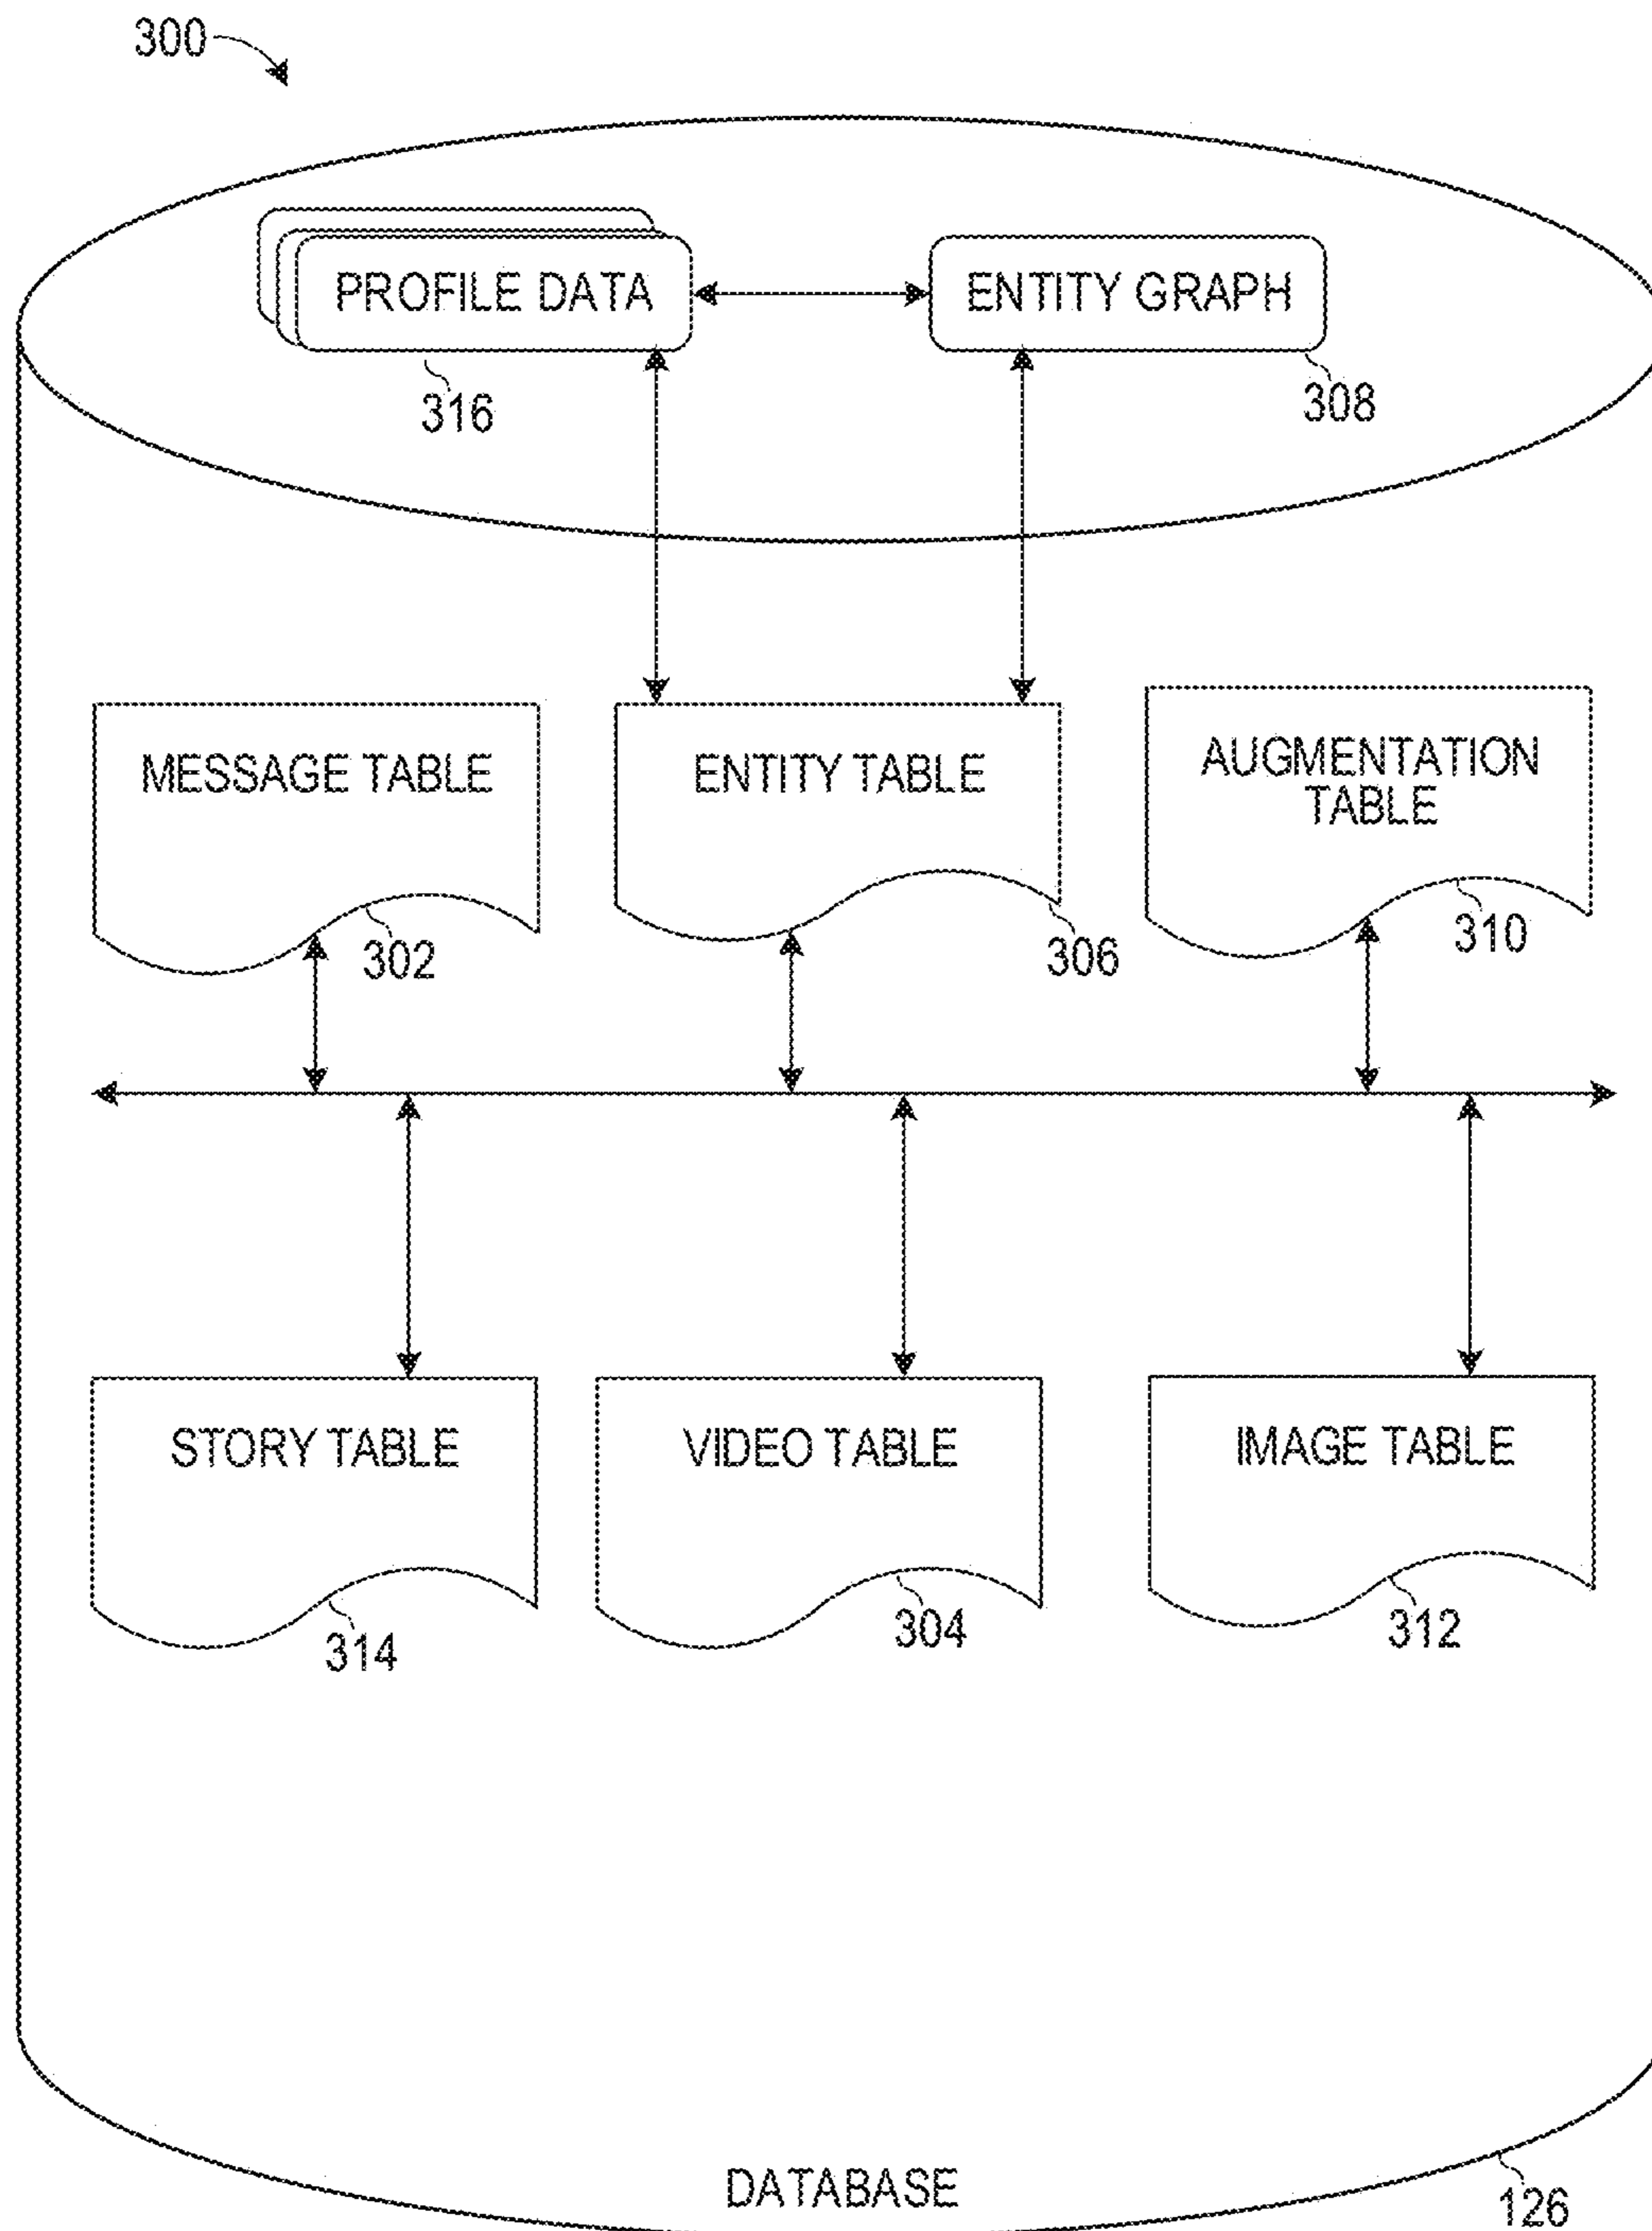 300
PROFILE DATA
ENTITY GRAPH
316
308
MESSAGE TABLE
ENTITY TABLE
AUGMENTATION
TABLE
302
306
310
STORY TABLE
VIDEO TABLE
IMAGE TABLE
314
304
312
DATABASE
126